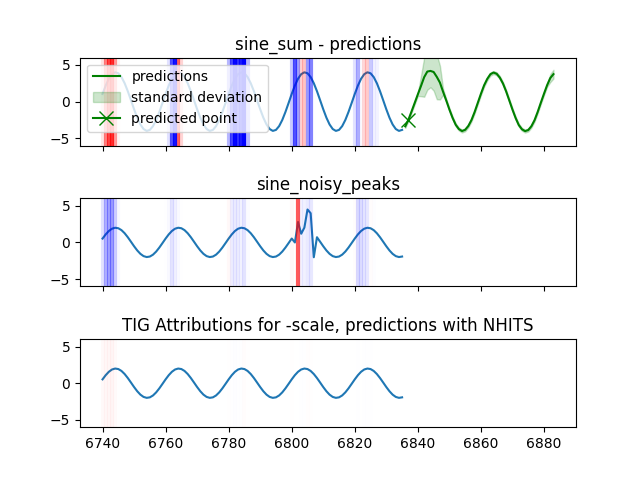 sine_sum - predictions
5
0
−5
predictions
standard deviation
predicted point
sine_noisy_peaks
5
0
−5
TIG Attributions for -scale, predictions with NHITS
5
0
−5
6740 6760 6780 6800 6820 6840 6860 6880